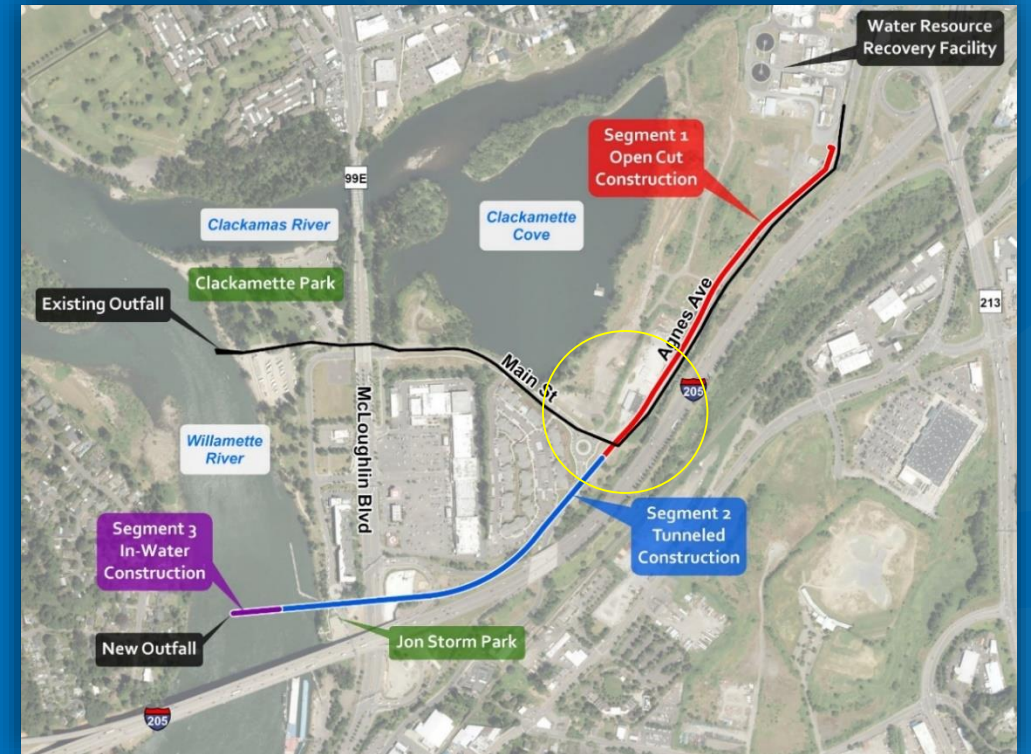 Water Resource
Recovery Facility
Segment 1
Open Cut
Construction
99E
Clackamas River
Clackamette
Cove
Clackamette Park
Existing Outfall
213
Agnes Ave
Main St
205
McLoughlin Blvd
Willamette
River
Segment 2
Tunneled
Construction
Segment 3
In-Water
Construction
New Outfall
Jon Storm Park
205